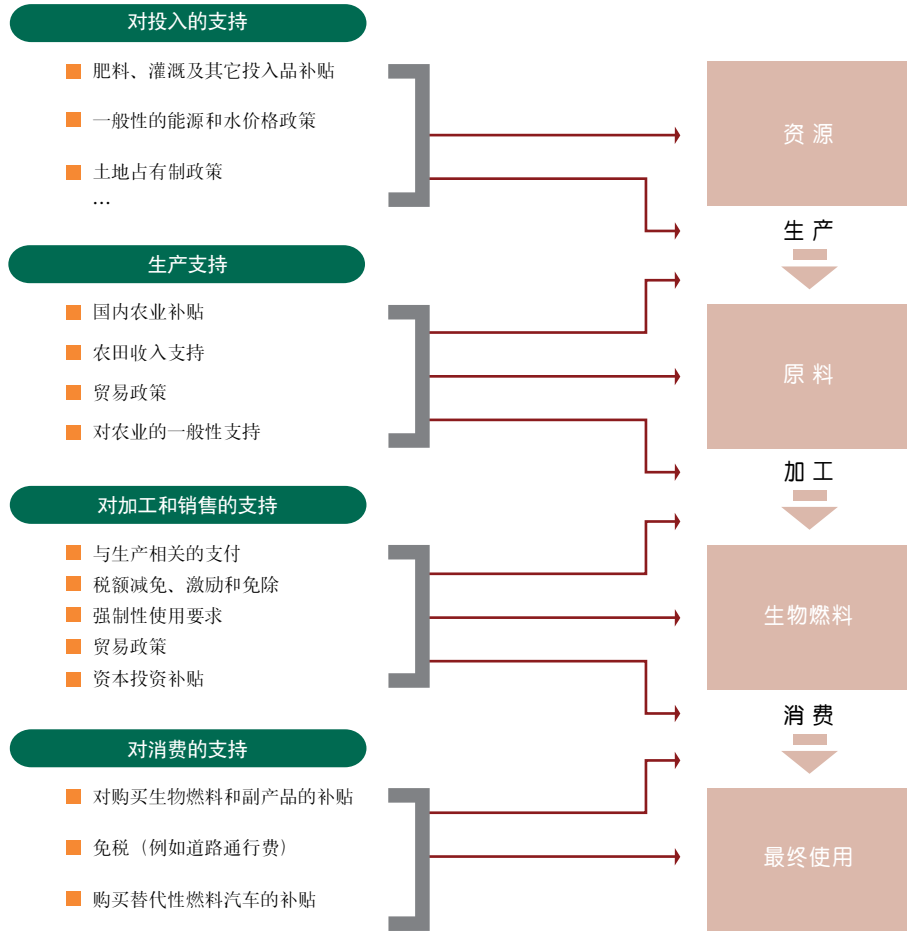 对投入的支持
肥料、灌溉及其它投入品补贴
一般性的能源和水价格政策
土地占有制政策
…
资源
生产
生产支持
国内农业补贴
农田收入支持
贸易政策
对农业的一般性支持
原料
加工
对加工和销售的支持
与生产相关的支付
税额减免、激励和免除
强制性使用要求
贸易政策
资本投资补贴
生物燃料
消费
对消费的支持
对购买生物燃料和副产品的补贴
免税（例如道路通行费）
购买替代性燃料汽车的补贴
最终使用